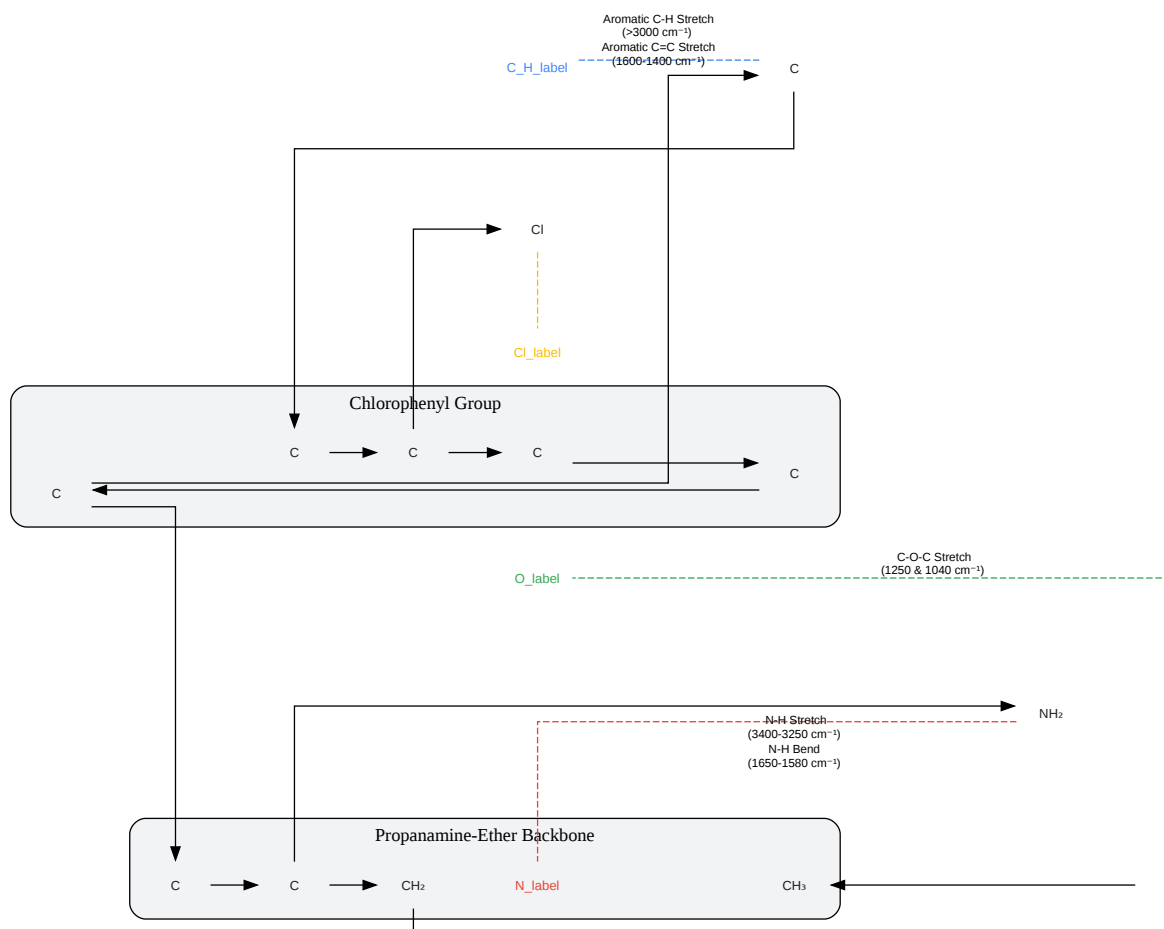 Aromatic C-H Stretch
(>3000 cm⁻¹)
Aromatic C=C Stretch
(1600-1400 cm⁻¹)
C_H_label
C
Cl
Cl_label
Chlorophenyl Group
C
C
C
C
C
C-O-C Stretch
(1250 & 1040 cm⁻¹)
O_label
NH₂
N-H Stretch
(3400-3250 cm⁻¹)
N-H Bend
(1650-1580 cm⁻¹)
Propanamine-Ether Backbone
C
C
CH₂
N_label
CH₃